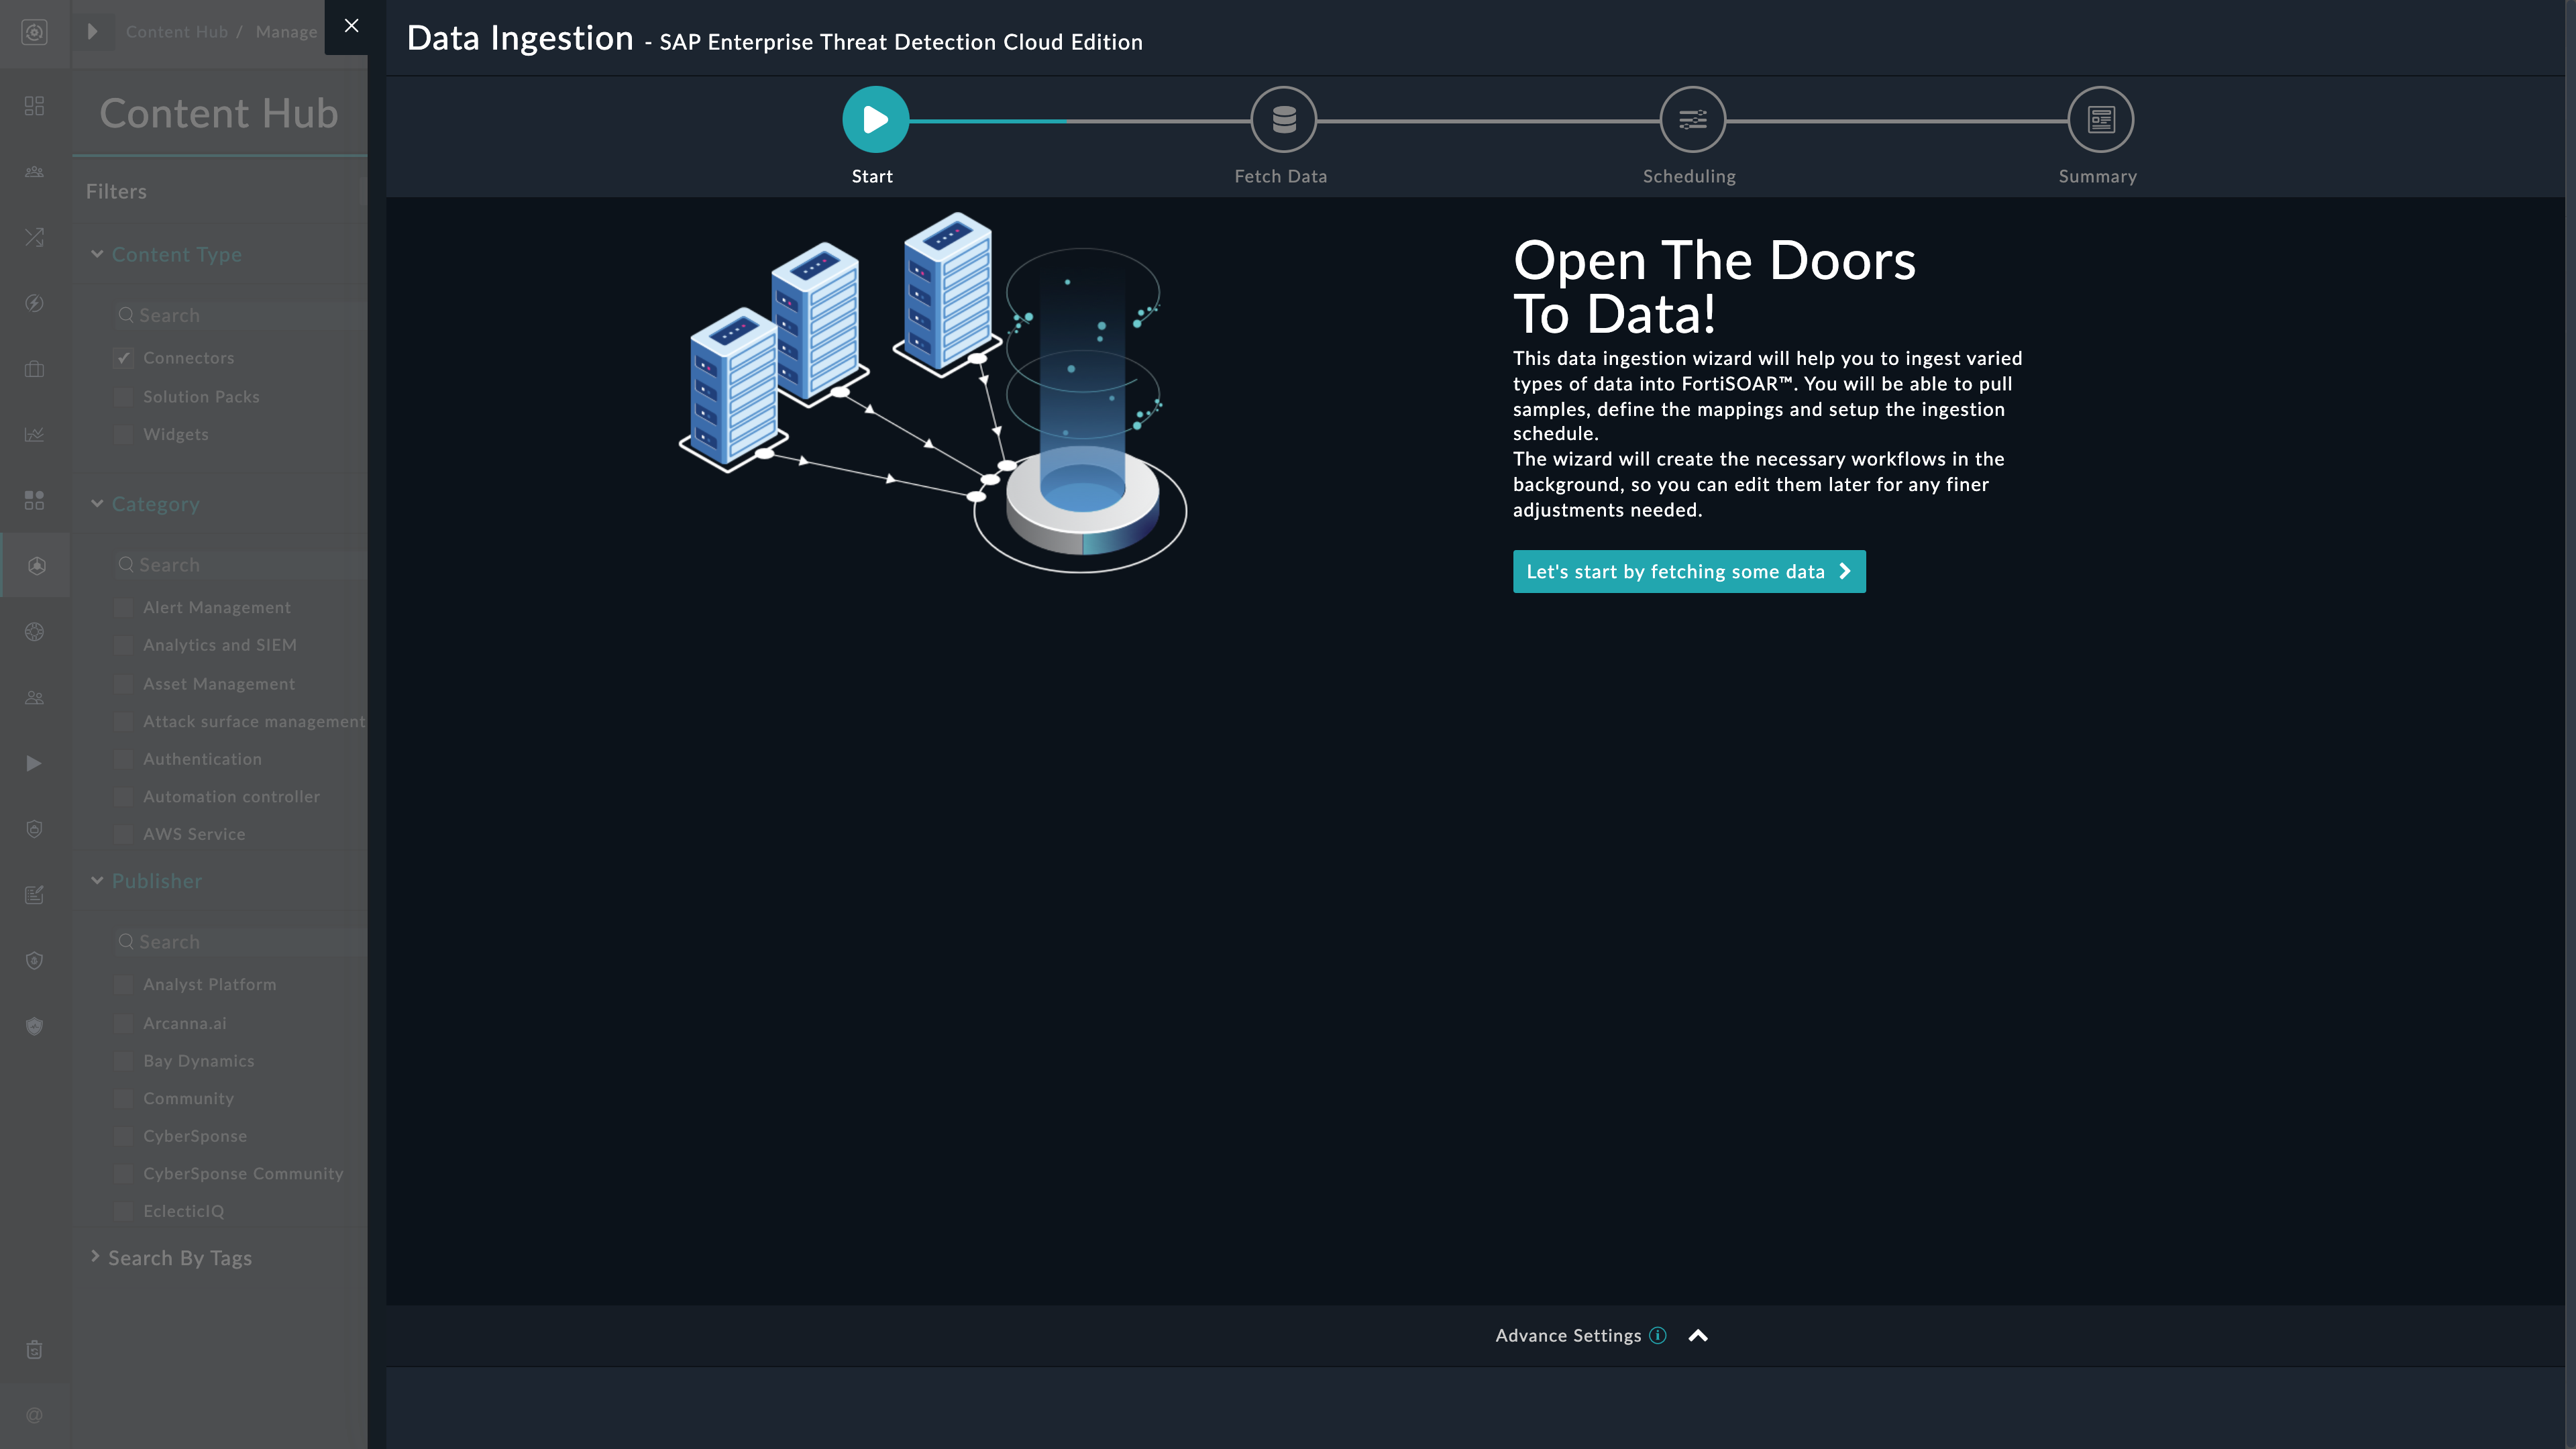 Content Hub / Manage
Content Hub
Filters
Content Type
Search
Connectors
Solution Packs
Widgets
Category
Search
Alert Management
Analytics and SIEM
Asset Management
Attack surface management
Authentication
Automation controller
AWS Service
Publisher
Search
Analyst Platform
Arcanna.ai
Bay Dynamics
Community
CyberSponse
CyberSponse Community
EclecticIQ
Search By Tags
Data Ingestion - SAP Enterprise Threat Detection Cloud Edition
Start
Fetch Data
Scheduling
Summary
Open The Doors
To Data!
This data ingestion wizard will help you to ingest varied
types of data into FortiSOAR™. You will be able to pull
samples, define the mappings and setup the ingestion
schedule.
The wizard will create the necessary workflows in the
background, so you can edit them later for any finer
adjustments needed.
Let's start by fetching some data
Advance Settings